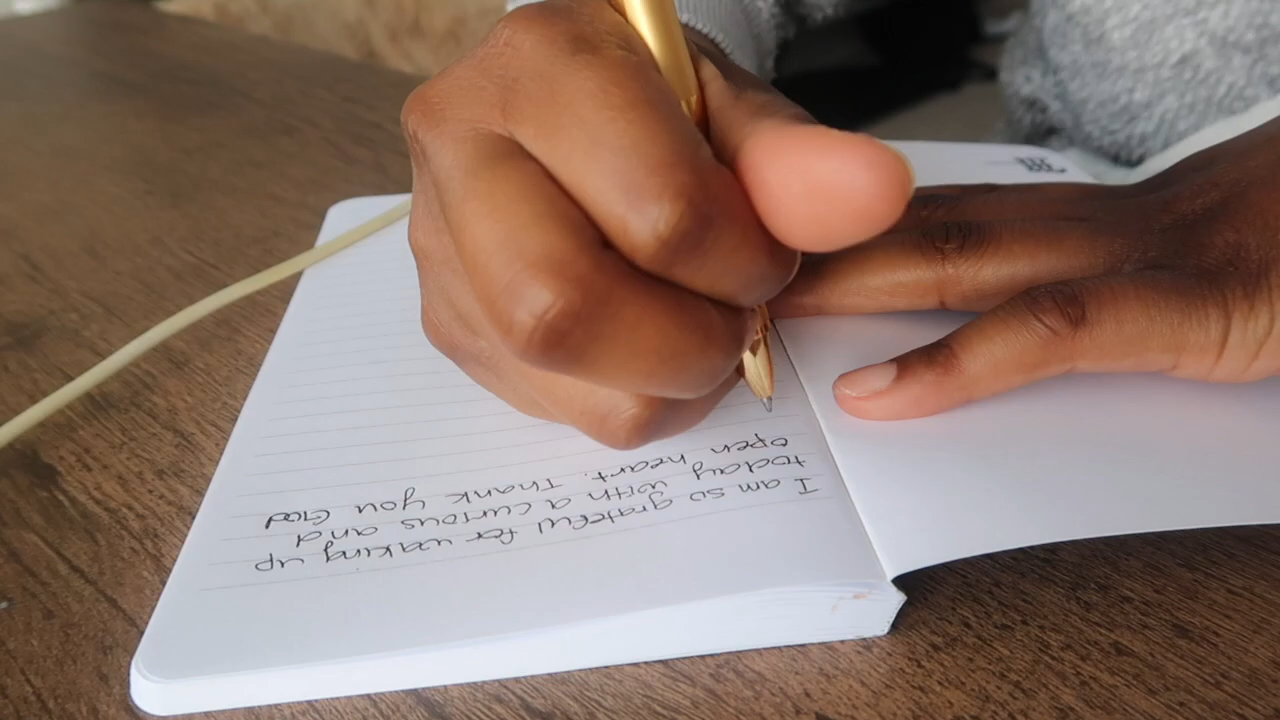 I am so grateful for waking up
today with a curious and
open heart. Thank you God